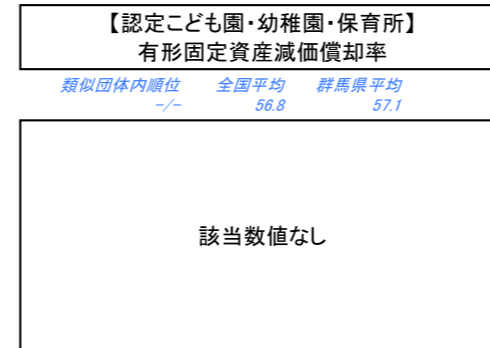 【認定こども園・幼稚園・保育所】
有形固定資産減価償却率
類似団体内順位 全国平均 群馬県平均
-/- 56.8 57.1
該当数値なし